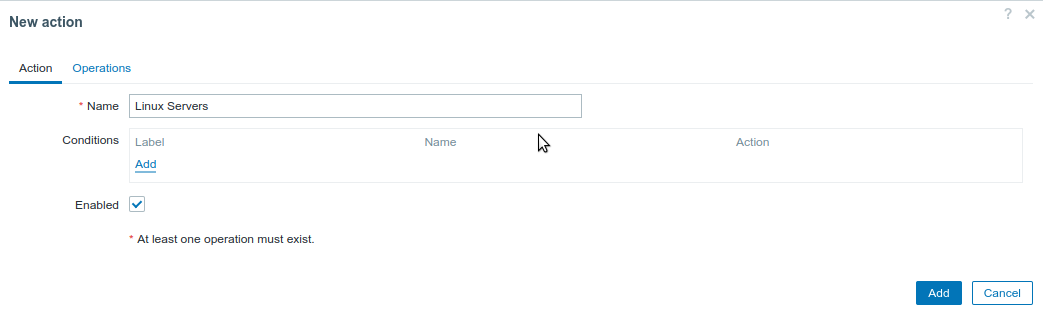 ? ✕
New action
Action Operations
* Name Linux Servers
Conditions Label Name Action
Add
Enabled
* At least one operation must exist.
Add Cancel